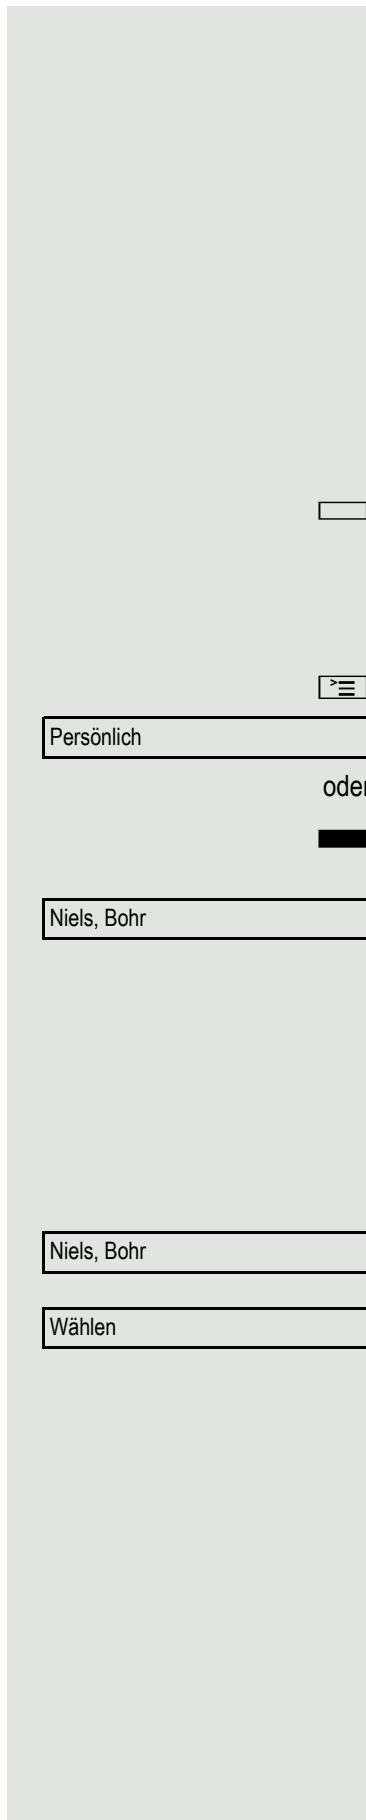 Persönlich
oder
Niels, Bohr
Niels, Bohr
Wählen